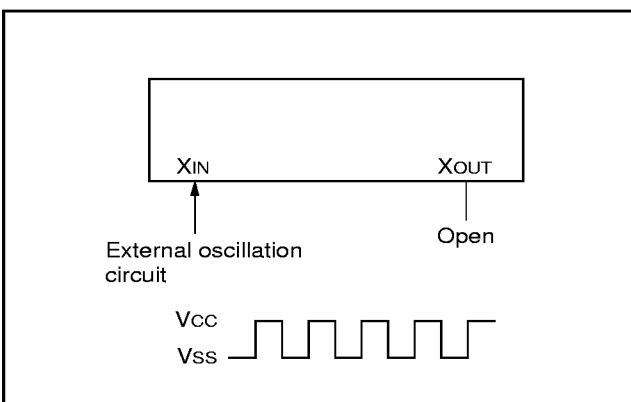 XIN XOUT
External oscillation
circuit
Open
VCC
VSS